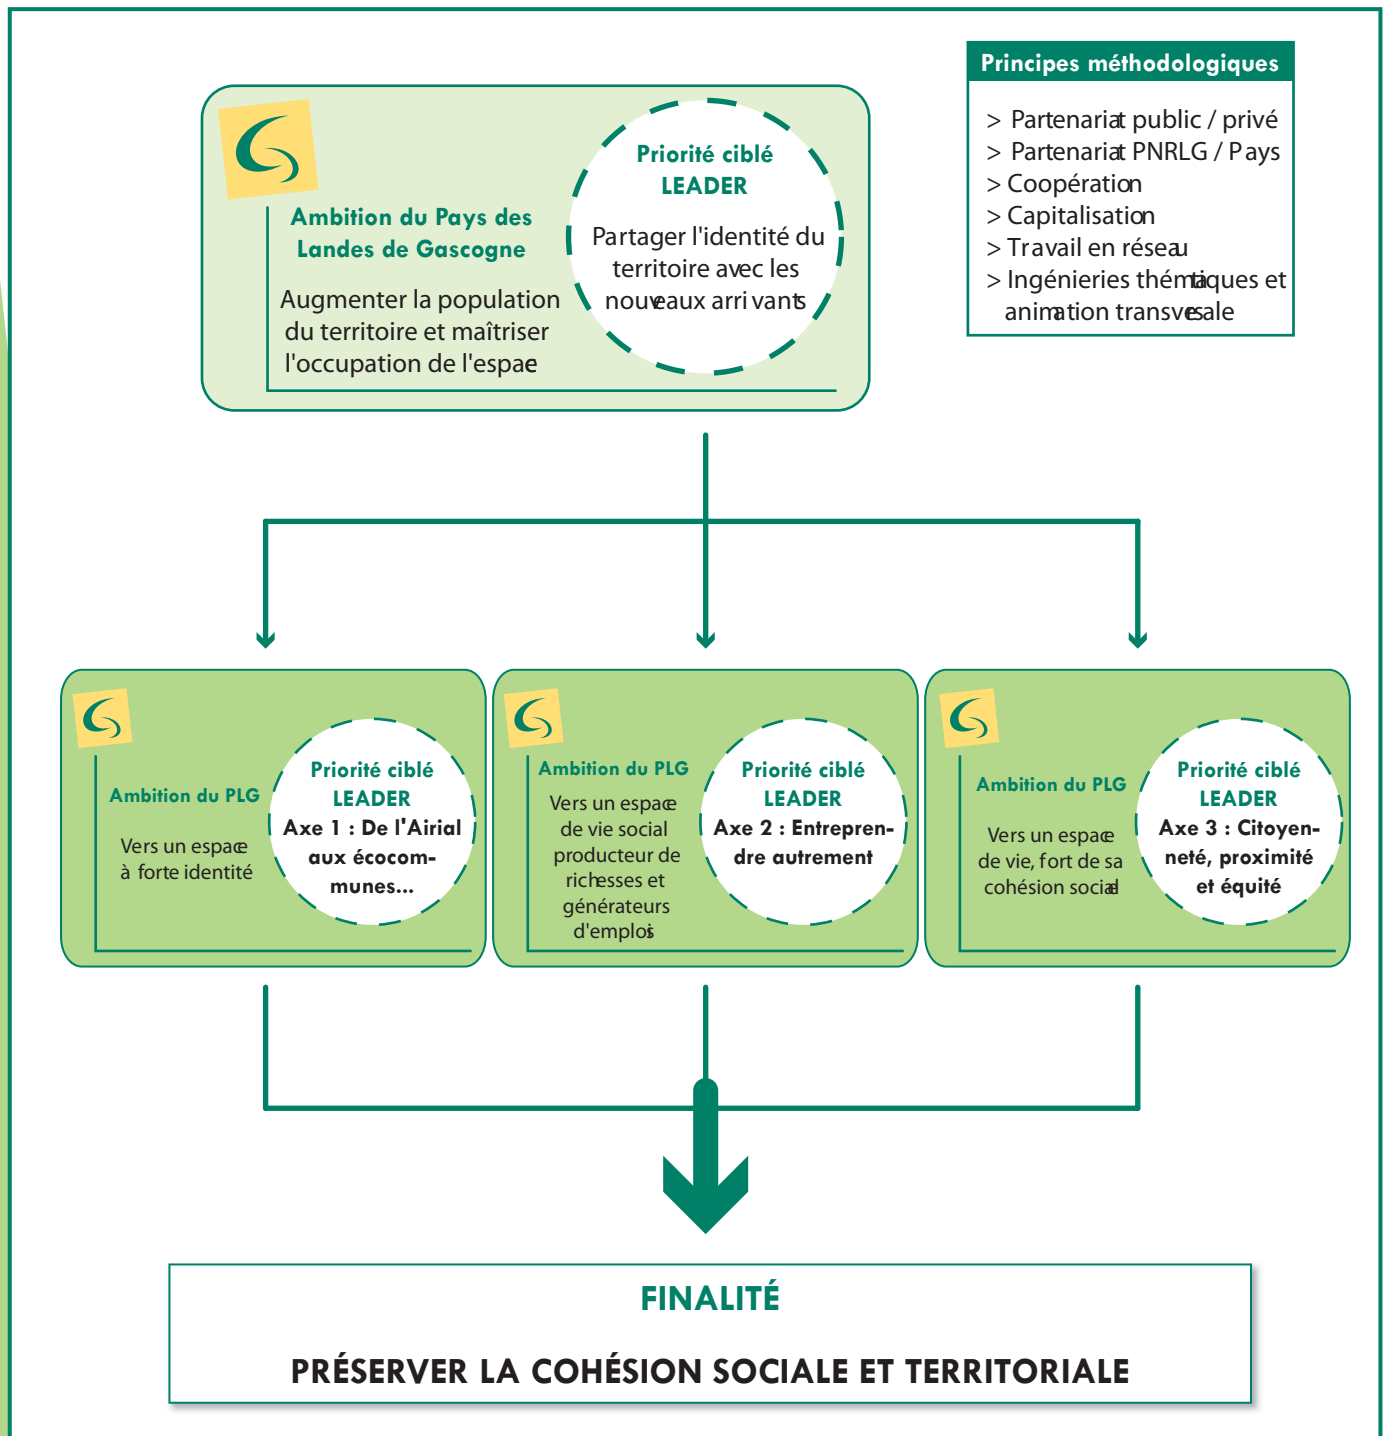 Principes méthodologiques
> Partenariat public / privé
> Partenariat PNRLG / Pays
> Coopération
> Capitalisation
> Travail en réseau
> Ingénieries thématiques et
animation transversale
Ambition du Pays des
Landes de Gascogne
Augmenter la population
du territoire et maîtriser
l'occupation de l'espace
Priorité ciblé
LEADER
Partager l'identité du
territoire avec les
nouveaux arrivants
Ambition du PLG
Vers un espace
à forte identité
Priorité ciblé
LEADER
Axe 1 : De l'Airial
aux écocom-
munes...
Ambition du PLG
Vers un espace
de vie social
producteur de
richesses et
générateurs
d'emplois
Priorité ciblé
LEADER
Axe 2 : Entrepren-
dre autrement
Ambition du PLG
Vers un espace
de vie, fort de sa
cohésion social
Priorité ciblé
LEADER
Axe 3 : Citoyen-
neté, proximité
et équité
FINALITÉ
PRÉSERVER LA COHÉSION SOCIALE ET TERRITORIALE